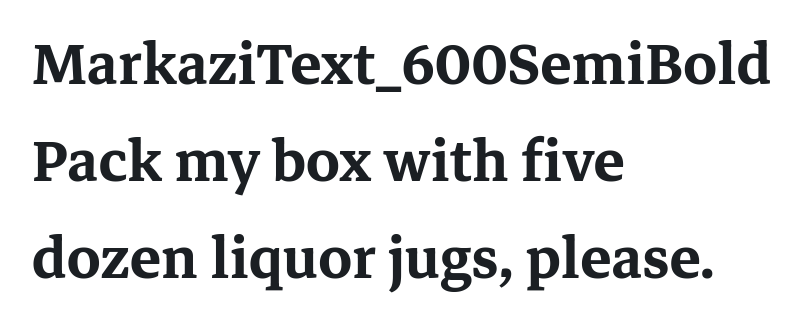 MarkaziText_600SemiBold
Pack my box with five
dozen liquor jugs, please.